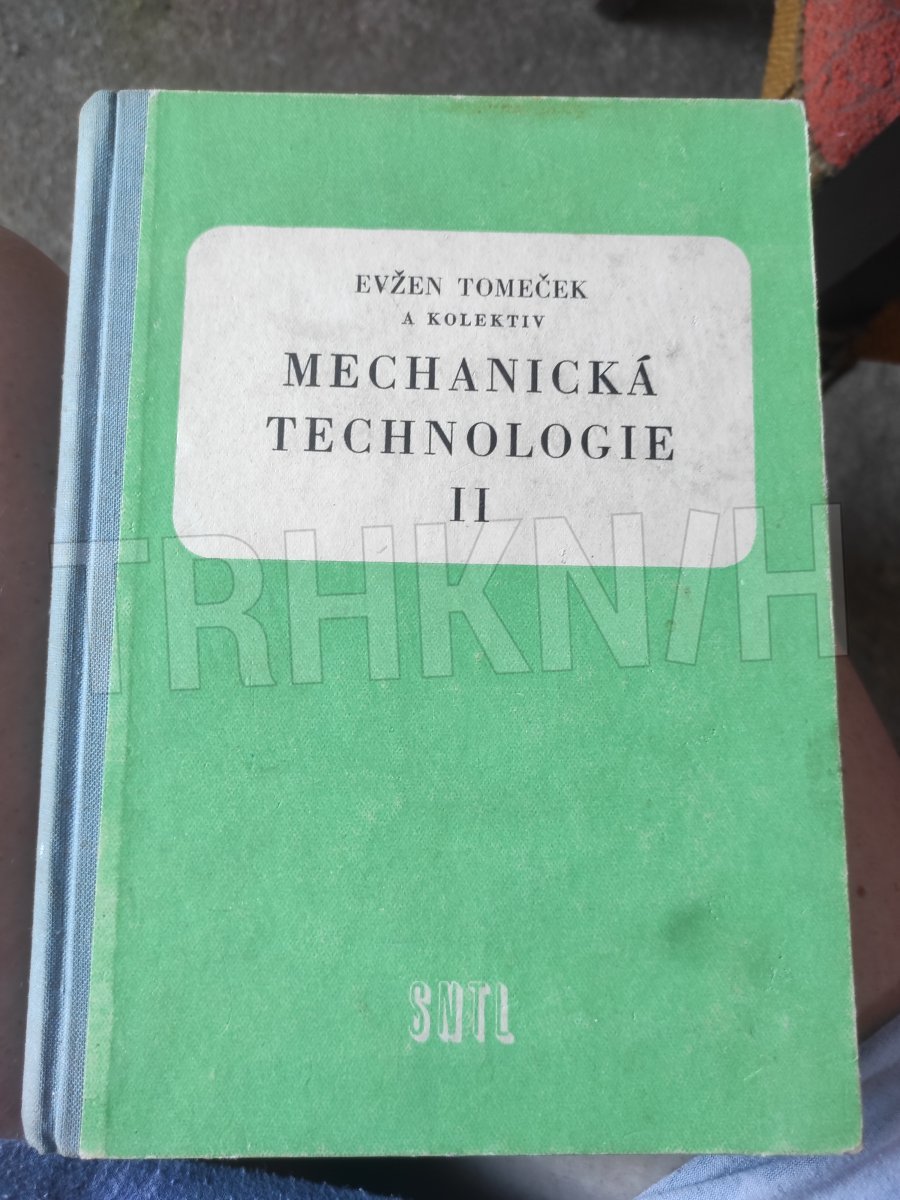 EVŽEN TOMEČEK
A KOLEKTIV
MECHANICKÁ
TECHNOLOGIE
II
TRHKNIH
SNTL